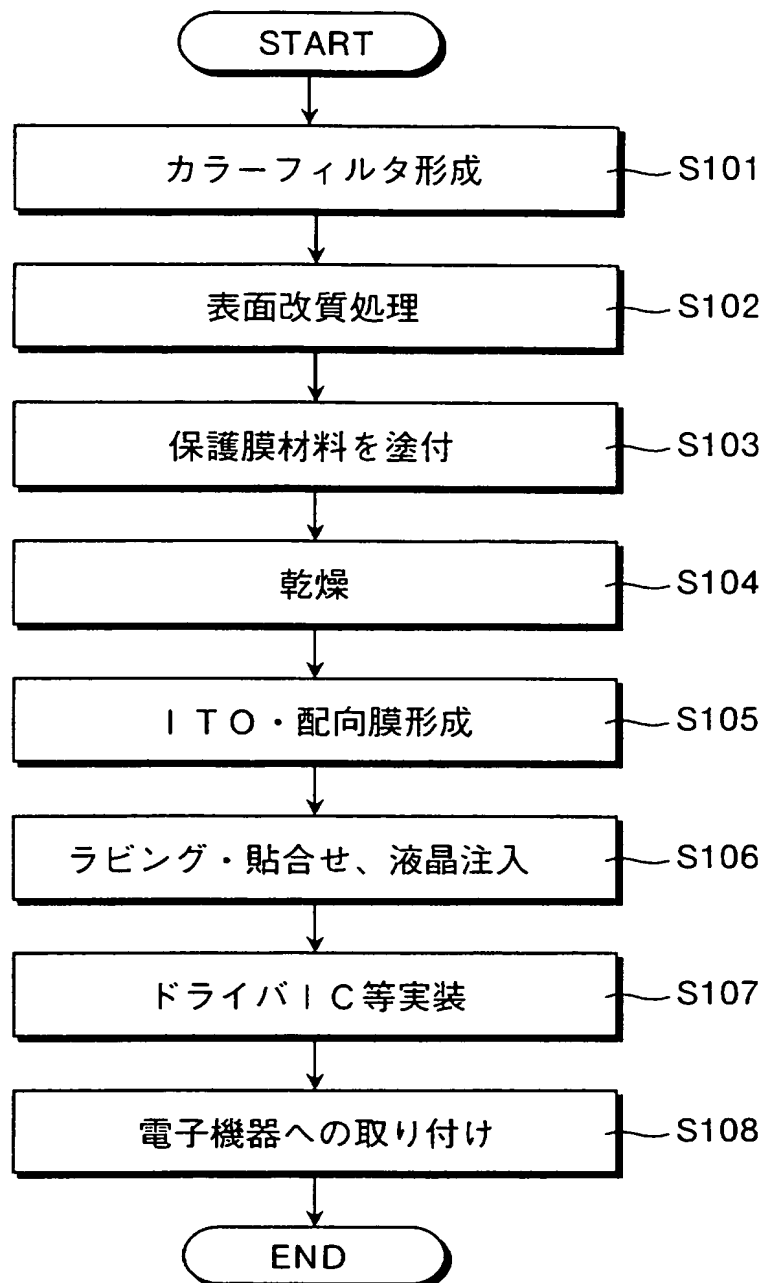 START
カラーフィルタ形成
S101
表面改質処理
S102
保護膜材料を塗付
S103
乾燥
S104
ITO・配向膜形成
S105
ラビング・貼合せ、液晶注入
S106
ドライバIC等実装
S107
電子機器への取り付け
S108
END